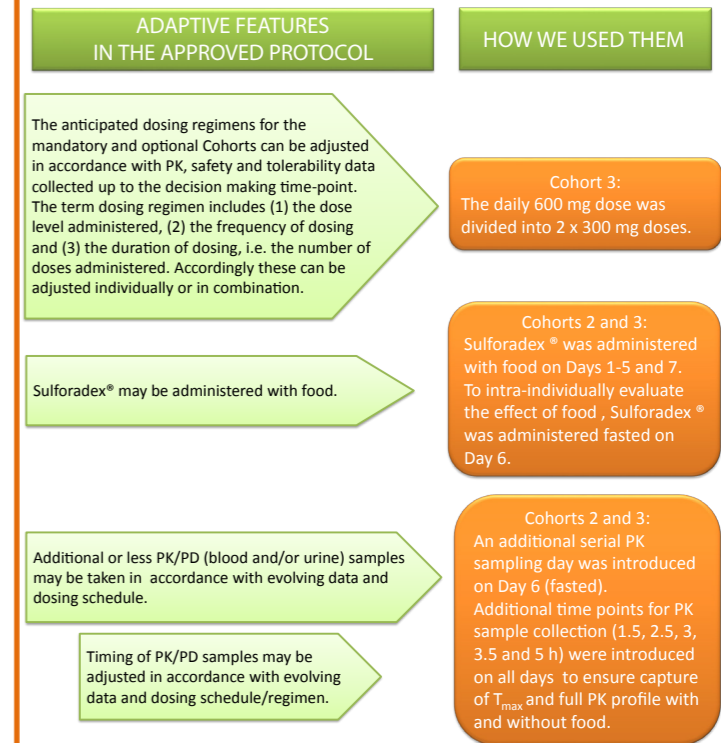 ADAPTIVE FEATURES
IN THE APPROVED PROTOCOL
HOW WE USED THEM
The anticipated dosing regimens for the
mandatory and optional Cohorts can be adjusted
in accordance with PK, safety and tolerability data
collected up to the decision making time-point.
The term dosing regimen includes (1) the dose
level administered, (2) the frequency of dosing
and (3) the duration of dosing, i.e. the number of
doses administered. Accordingly these can be
adjusted individually or in combination.
Cohort 3:
The daily 600 mg dose was
divided into 2 x 300 mg doses.
Sulforadex® may be administered with food.
Cohorts 2 and 3:
Sulforadex ® was administered
with food on Days 1-5 and 7.
To intra-individually evaluate
the effect of food , Sulforadex ®
was administered fasted on
Day 6.
Additional or less PK/PD (blood and/or urine) samples
may be taken in accordance with evolving data and
dosing schedule.
Timing of PK/PD samples may be
adjusted in accordance with evolving
data and dosing schedule/regimen.
Cohorts 2 and 3:
An additional serial PK
sampling day was introduced
on Day 6 (fasted).
Additional time points for PK
sample collection (1.5, 2.5, 3,
3.5 and 5 h) were introduced
on all days to ensure capture
of Tmax and full PK profile with
and without food.